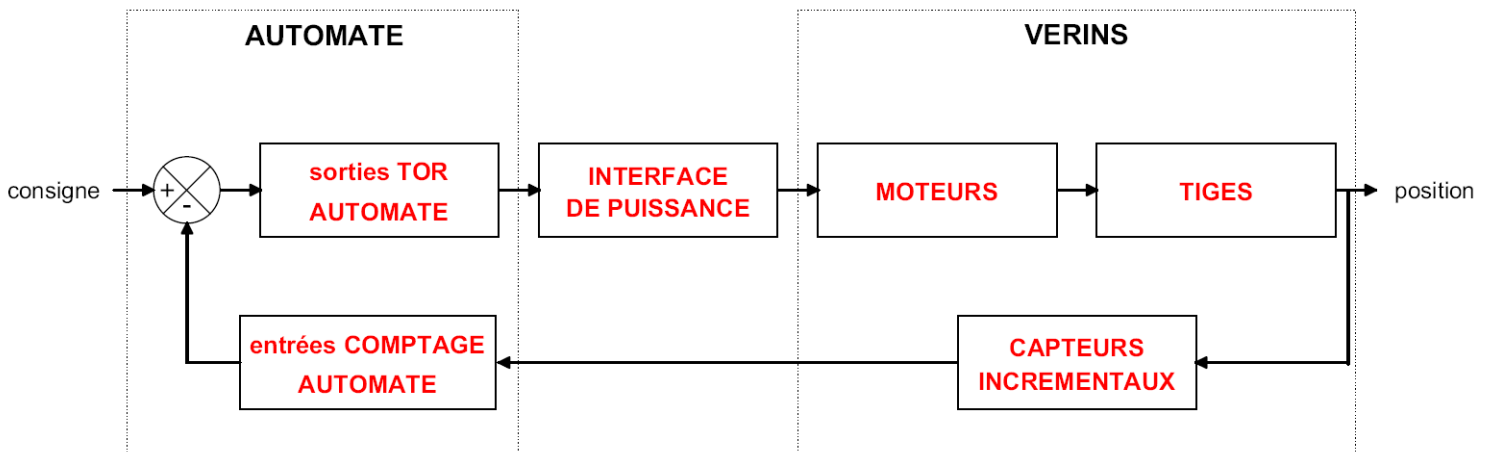 AUTOMATE
VERINS
consigne
+
-
sorties TOR
AUTOMATE
INTERFACE
DE PUISSANCE
MOTEURS
TIGES
position
entrées COMPTAGE
AUTOMATE
CAPTEURS
INCREMENTAUX